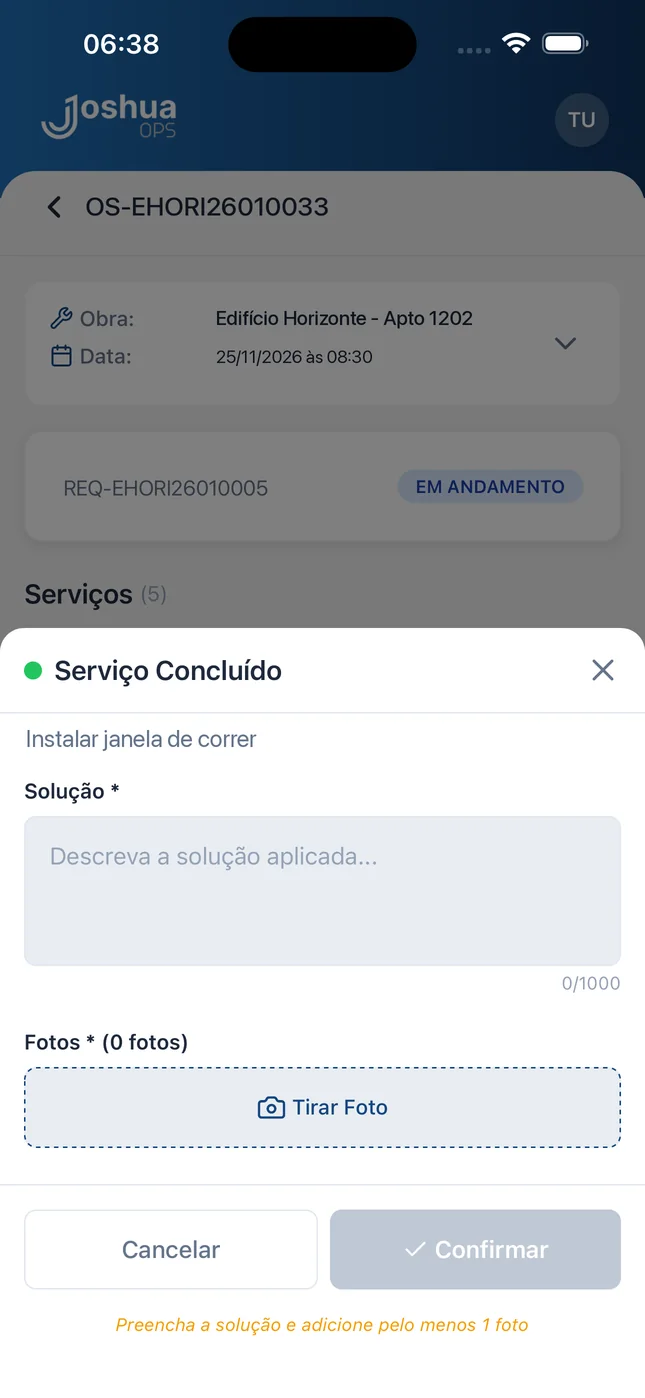 06:38
Joshua
OPS
TU
OS-EHORI26010033
Obra: Edifício Horizonte - Apto 1202
Data: 25/11/2026 às 08:30
REQ-EHORI26010005 EM ANDAMENTO
Serviços (5)
Serviço Concluído
Instalar janela de correr
Solução *
Descreva a solução aplicada...
0/1000
Fotos * (0 fotos)
Tirar Foto
Cancelar Confirmar
Preencha a solução e adicione pelo menos 1 foto